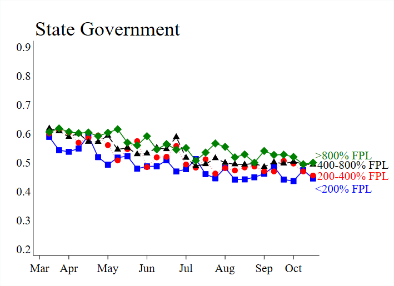 State Government
0.9
0.8
0.7
0.6
0.5
0.4
0.3
0.2
>800% FPL
400-800% FPL
200-400% FPL
<200% FPL
Mar Apr May Jun Jul Aug Sep Oct